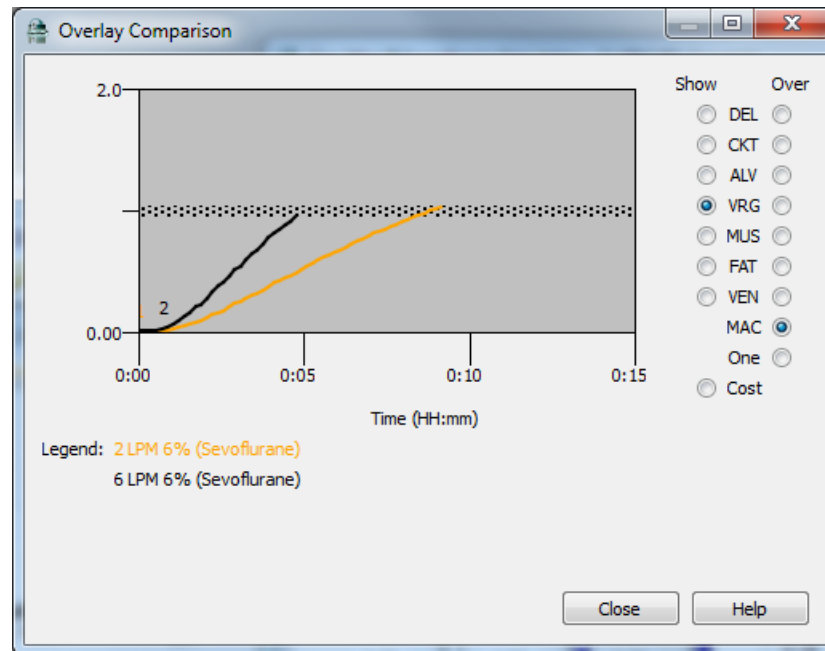 Overlay Comparison
Show Over
2.0
DEL
CKT
ALV
VRG
MUS
FAT
VEN
MAC
One
Cost
2
0.00
0:00 0:05 0:10 0:15
Time (HH:mm)
Legend: 2 LPM 6% (Sevoflurane)
6 LPM 6% (Sevoflurane)
Close Help